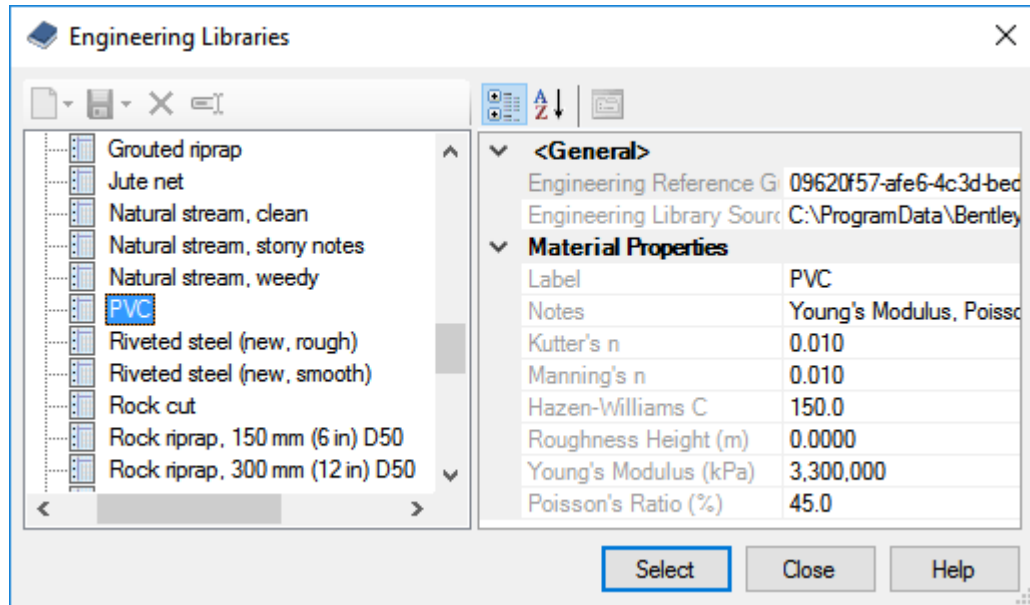 Engineering Libraries
Grouted riprap
Jute net
Natural stream, clean
Natural stream, stony notes
Natural stream, weedy
PVC
Riveted steel (new, rough)
Riveted steel (new, smooth)
Rock cut
Rock riprap, 150 mm (6 in) D50
Rock riprap, 300 mm (12 in) D50
<General>
Engineering Reference G 09620f57-afe6-4c3d-bed
Engineering Library Sourc C:\ProgramData\Bentley
Material Properties
Label PVC
Notes Young's Modulus, Poisso
Kutter's n 0.010
Manning's n 0.010
Hazen-Williams C 150.0
Roughness Height (m) 0.0000
Young's Modulus (kPa) 3,300,000
Poisson's Ratio (%) 45.0
Select Close Help